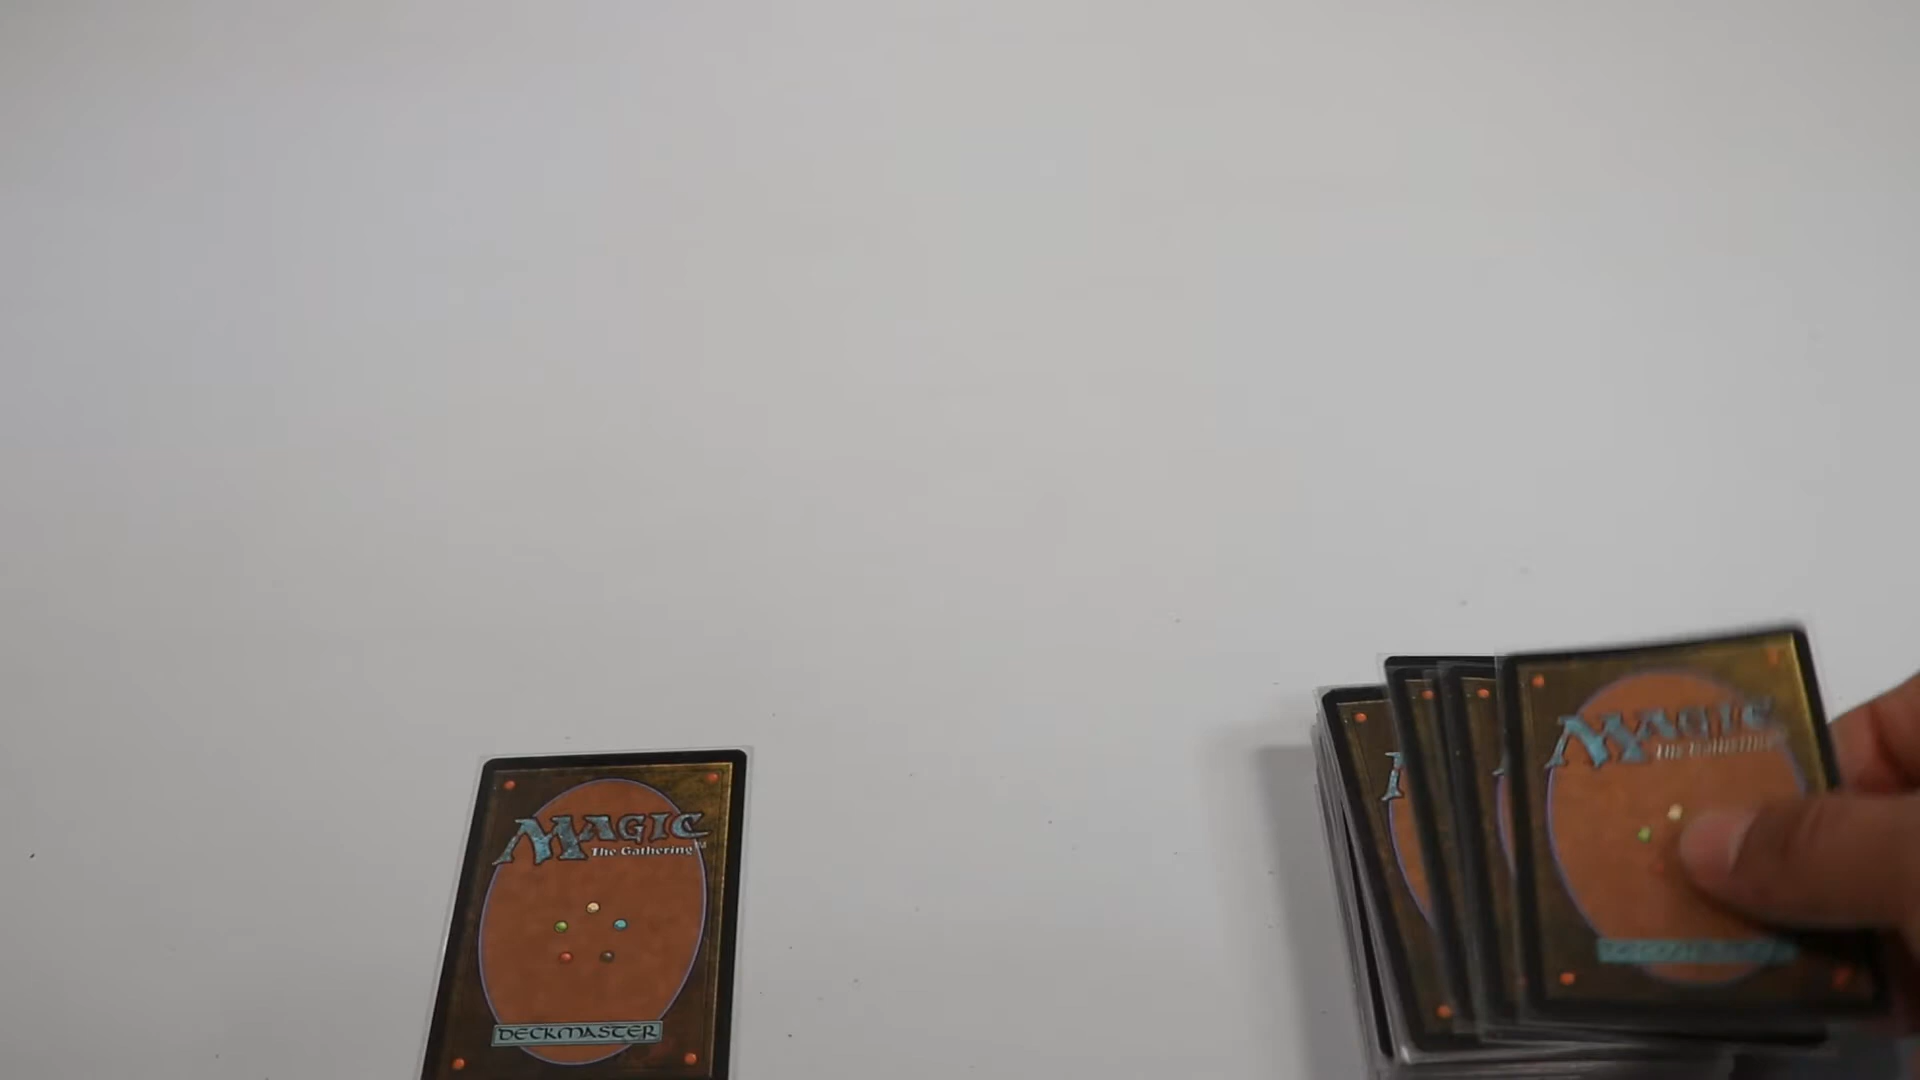 MAGIC
The Gathering
DECKMASTER
MAGIC
The Gathering